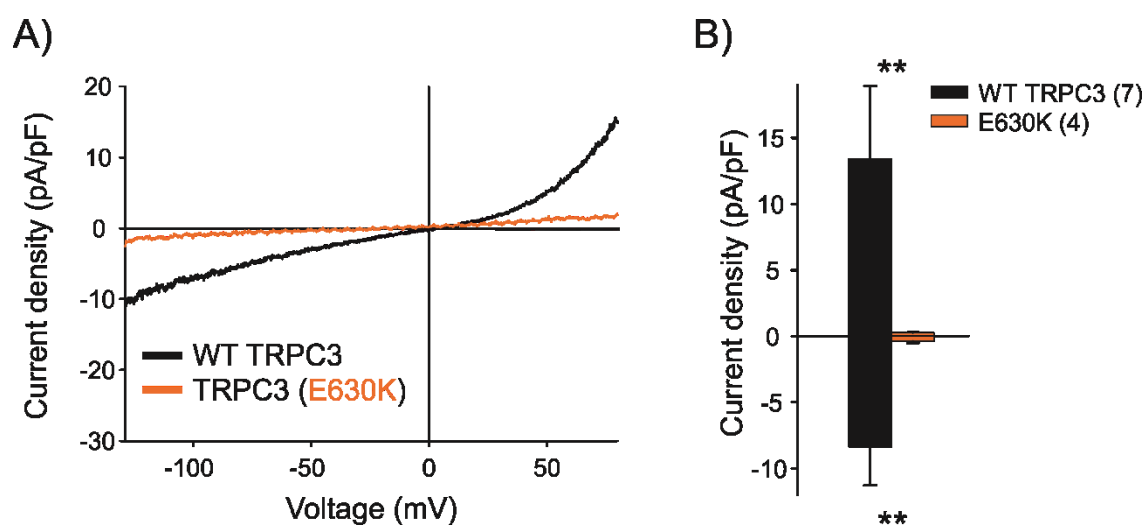 A)
Current density (pA/pF)
20
10
0
-10
-20
-30
-100
-50
0
50
Voltage (mV)
WT TRPC3
TRPC3 (E630K)
B)
**
WT TRPC3 (7)
E630K (4)
Current density (pA/pF)
15
10
5
0
-5
-10
**